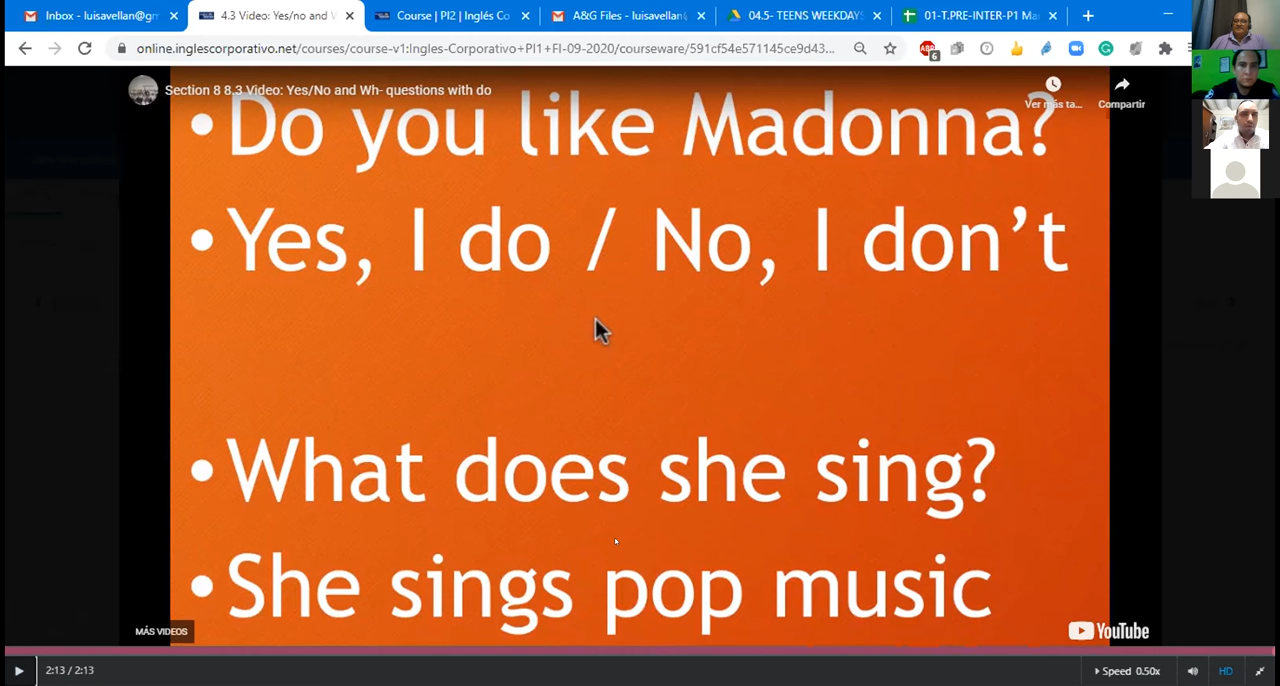 Inbox - luisavellan@gm
4.3 Video: Yes/no and W
Course | PI2 | Inglés Co
A&G Files - luisavellan@
04.5- TEENS WEEKDAYS
01-T.PRE-INTER-P1 Ma
online.inglescorporativo.net/courses/course-v1:Ingles-Corporativo+PI1+FI-09-2020/courseware/591cf54e571145ce9d43...
ABP
6
Section 8 8.3 Video: Yes/No and Wh- questions with do
Ver más ta...
Compartir
•Do you like Madonna?
•Yes, I do / No, I don't
•What does she sing?
•She sings pop music
MÁS VIDEOS
YouTube
2:13 / 2:13
Speed 0.50x
HD